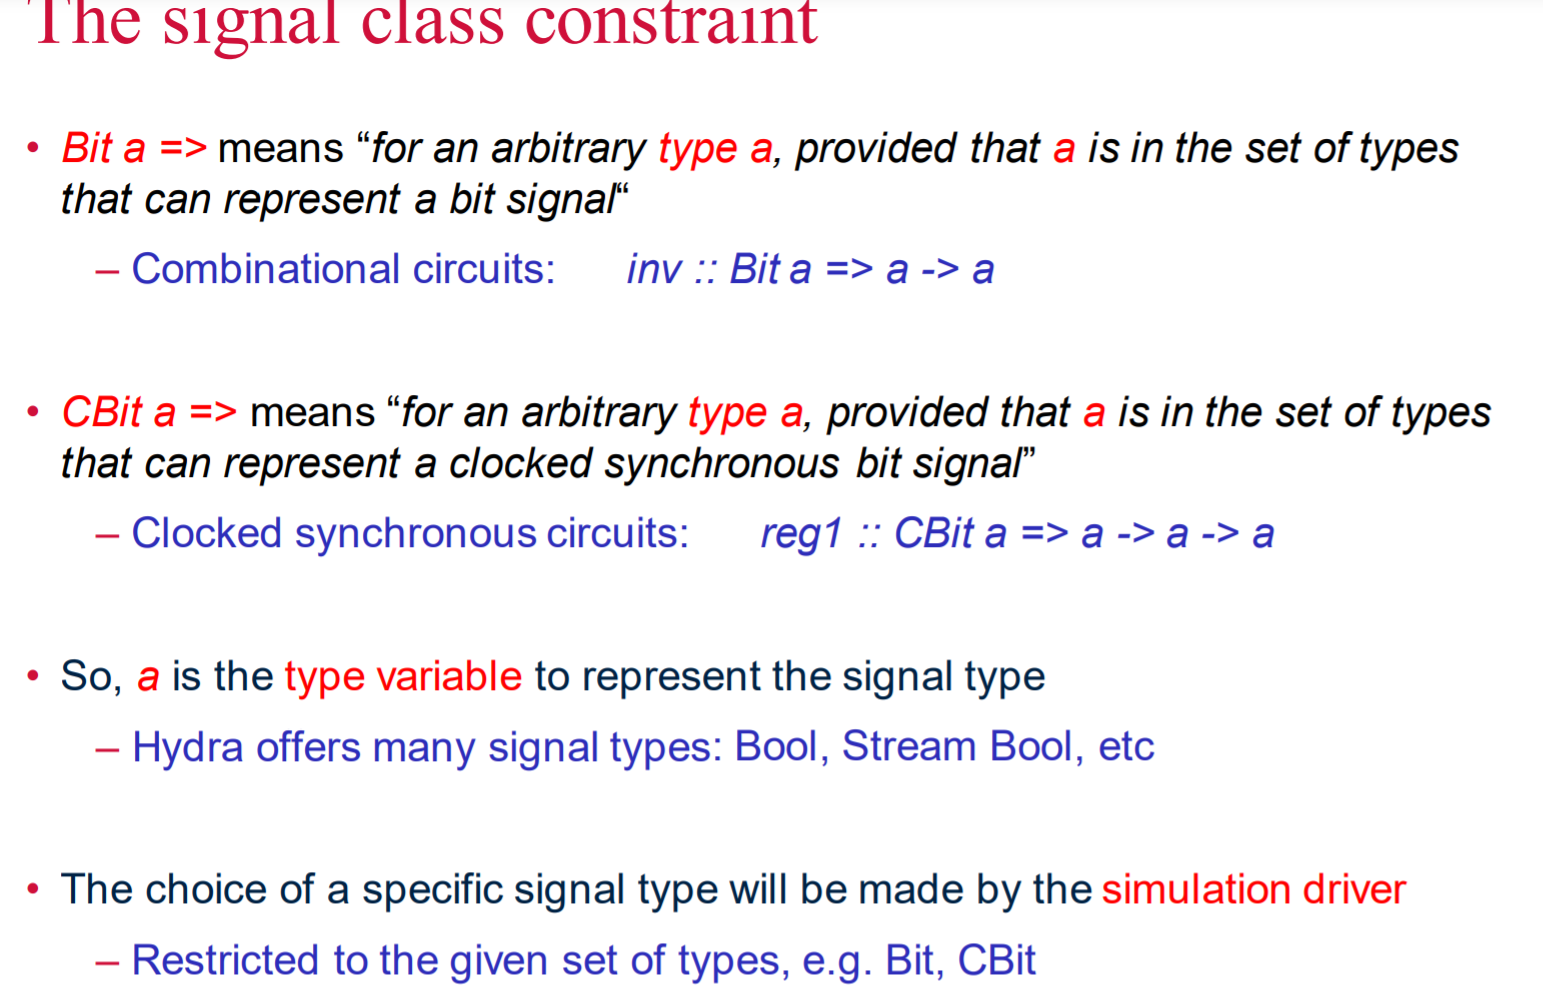 The signal class constraint
• Bit a => means “for an arbitrary type a, provided that a is in the set of types
that can represent a bit signal“
– Combinational circuits: inv :: Bit a => a -> a
• CBit a => means “for an arbitrary type a, provided that a is in the set of types
that can represent a clocked synchronous bit signal”
– Clocked synchronous circuits: reg1 :: CBit a => a -> a -> a
• So, a is the type variable to represent the signal type
– Hydra offers many signal types: Bool, Stream Bool, etc
• The choice of a specific signal type will be made by the simulation driver
– Restricted to the given set of types, e.g. Bit, CBit